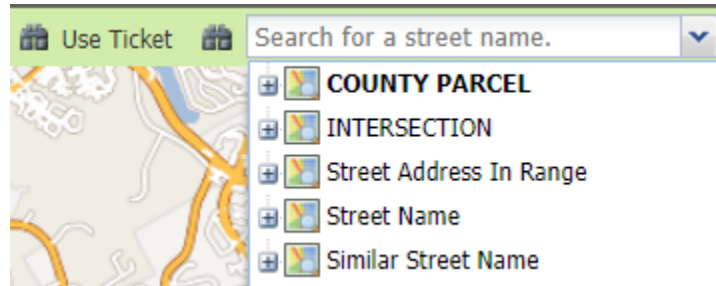 Use Ticket Search for a street name.
COUNTY PARCEL
INTERSECTION
Street Address In Range
Street Name
Similar Street Name